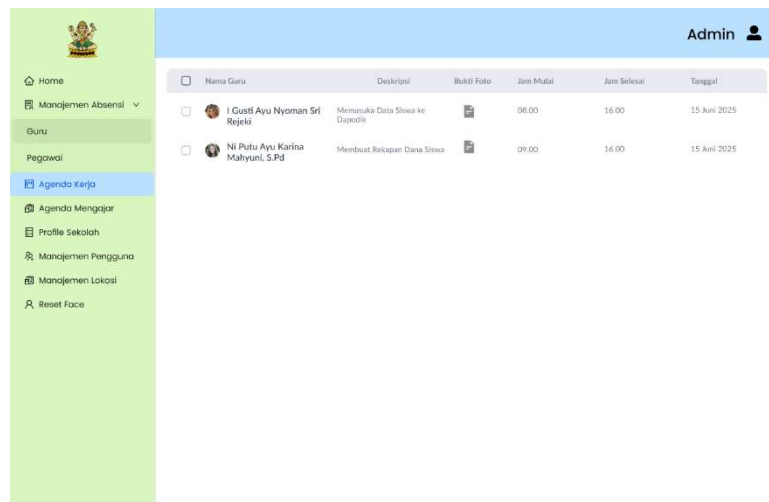 Admin
Home
Manajemen Absensi
Guru
Pegawai
Agenda Kerja
Agenda Mengajar
Profile Sekolah
Manajemen Pengguna
Manajemen Lokasi
Reset Face
Nama Guru Deskripsi Bukti Foto Jam Mulai Jam Selesai Tanggal
I Gusti Ayu Nyoman Sri Memasuka Data Siswa ke 08.00 16.00 15 Juni 2025
Rejeki Dapodik
Ni Putu Ayu Karina Membuat Rekapan Dana Siswa 09.00 16.00 15 Juni 2025
Mahyuni, S.Pd